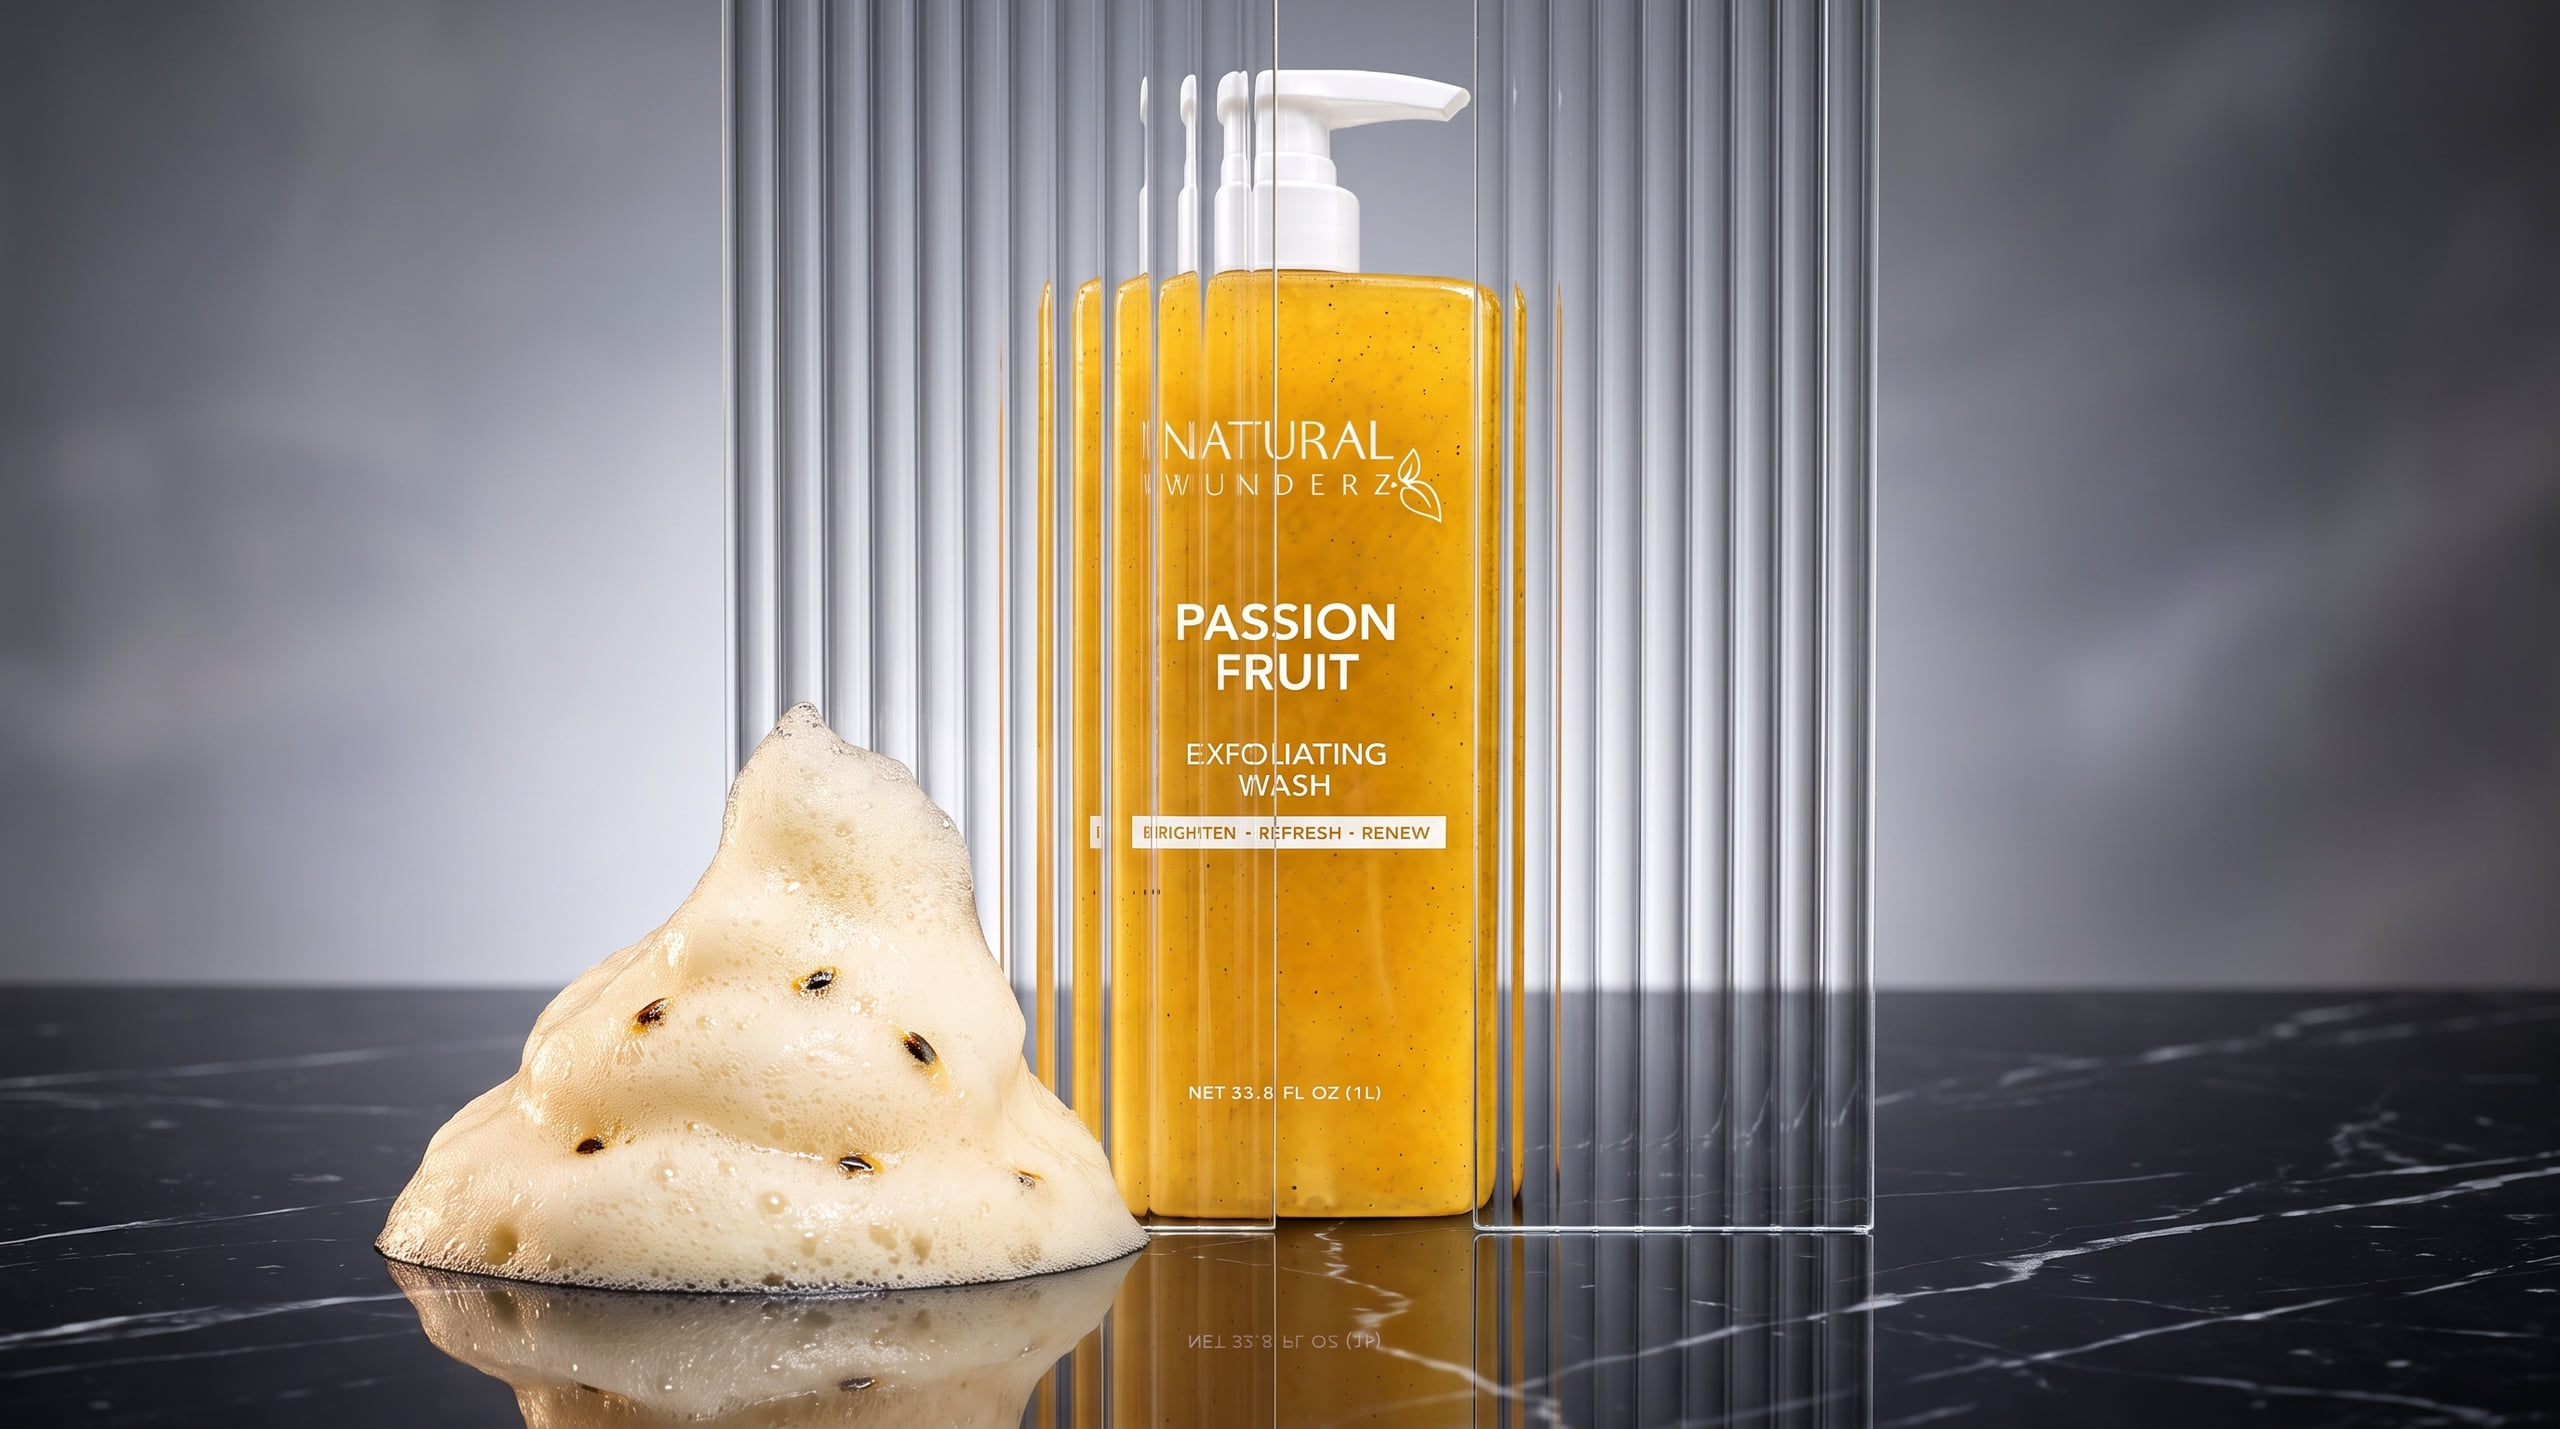 NATURAL
WUNDERZ
PASSION
FRUIT
EXFOLIATING
WASH
BRIGHTEN - REFRESH - RENEW
NET 33.8 FL OZ (1L)